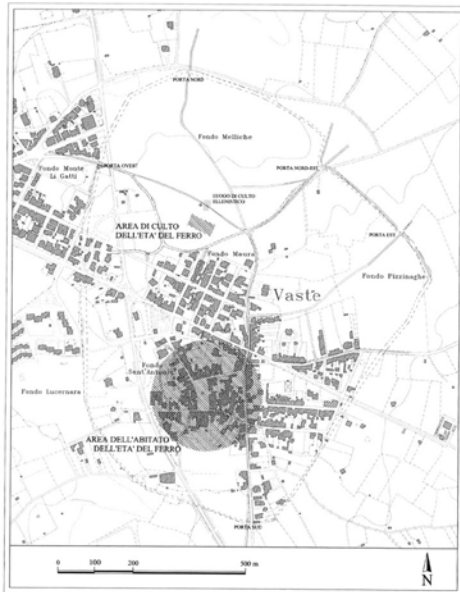 PORTA NORD
Fondo Melliche
PORTA OVEST
Fondo Monte
Li Gatti
PORTA NORD-EST
LUOGO DI CULTO
ELLENISTICO
AREA DI CULTO
DELL'ETA' DEL FERRO
PORTA EST
Fondo Mauro
Fondo Pizzinaghe
Vaste
Fondo
Sant'Antonio
Fondo Lucernara
AREA DELL'ABITATO
DELL'ETA' DEL FERRO
PORTA SUD
0 100 200 500 m
N